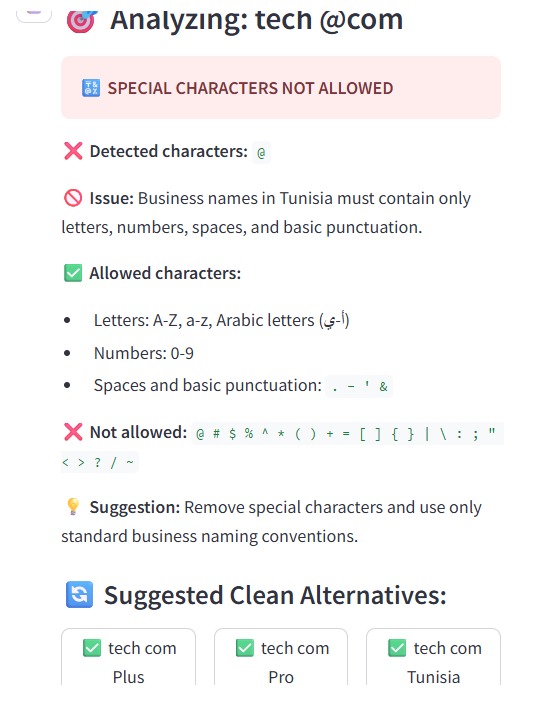 🎯 Analyzing: tech @com
🔣 SPECIAL CHARACTERS NOT ALLOWED
❌ Detected characters: @
🚫 Issue: Business names in Tunisia must contain only
letters, numbers, spaces, and basic punctuation.
✅ Allowed characters:
• Letters: A-Z, a-z, Arabic letters (أ-ي)
• Numbers: 0-9
• Spaces and basic punctuation: . - ' &
❌ Not allowed: @ # $ % ^ * ( ) + = [ ] { } | \ : ; "
< > ? / ~
💡 Suggestion: Remove special characters and use only
standard business naming conventions.
🔄 Suggested Clean Alternatives:
✅ tech com
Plus
✅ tech com
Pro
✅ tech com
Tunisia